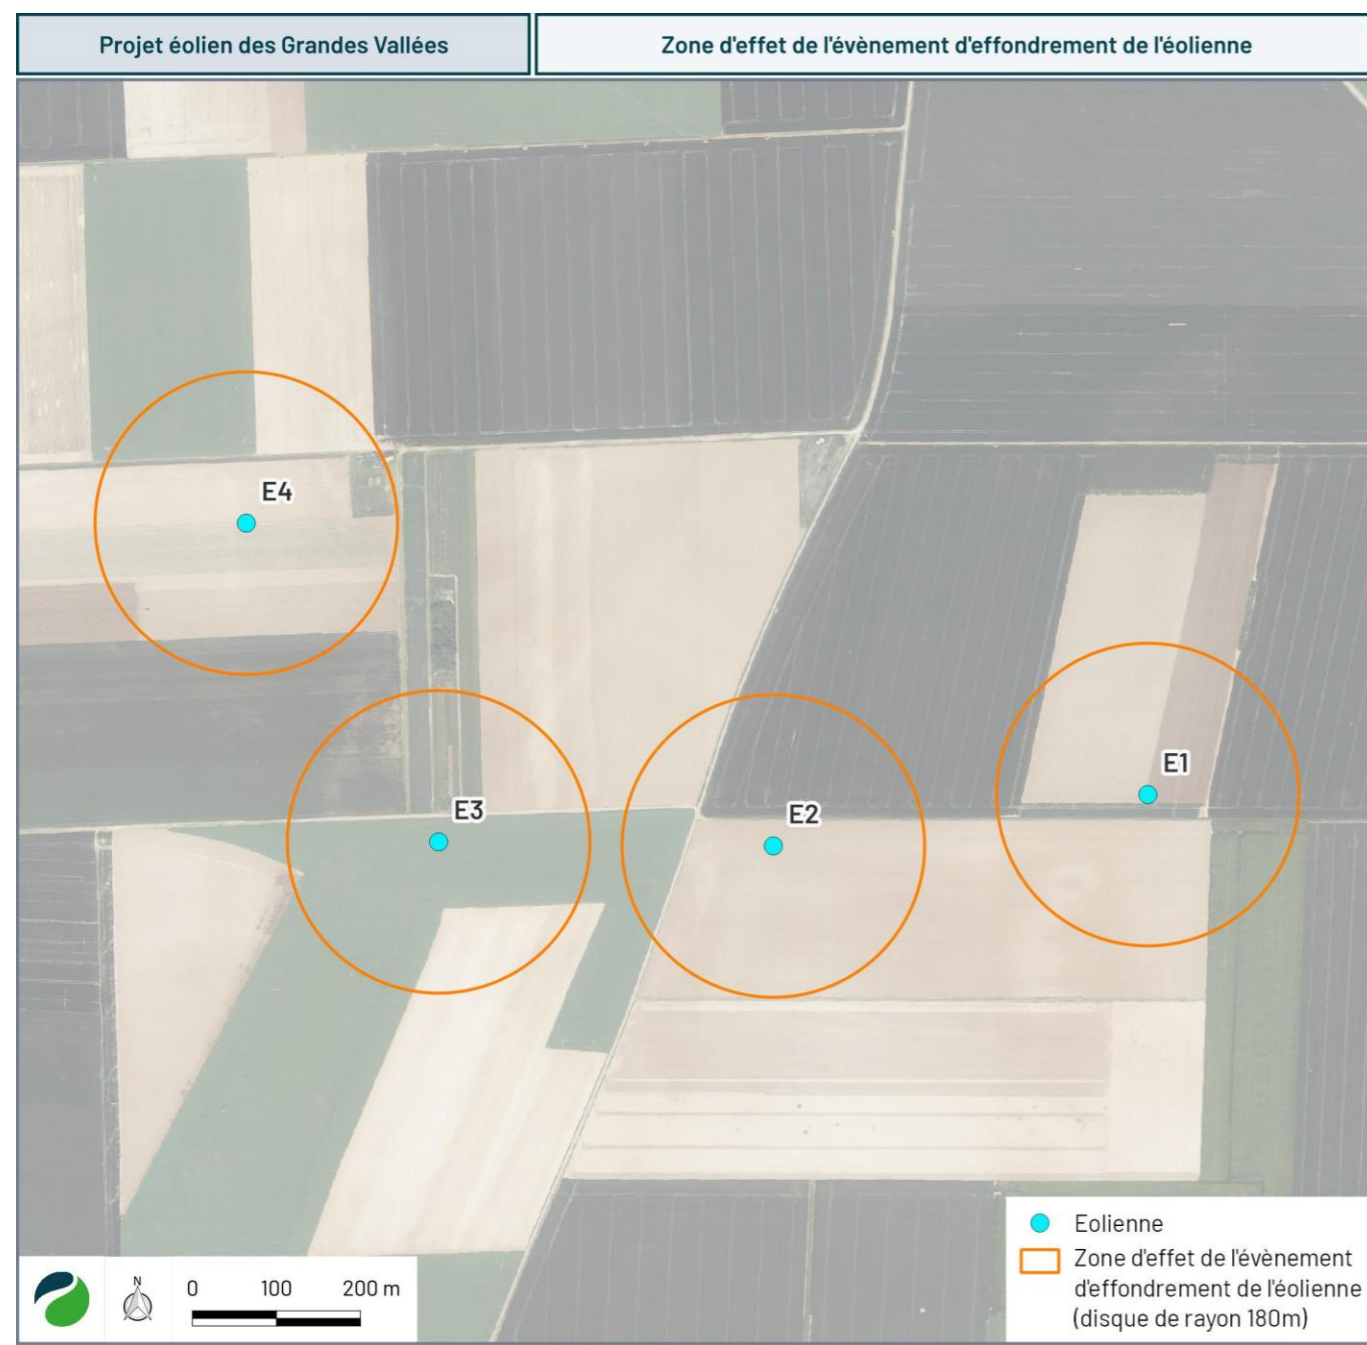 Projet éolien des Grandes Vallées
Zone d'effet de l'évènement d'effondrement de l'éolienne
E4
E1
E3
E2
N
0 100 200 m
Eolienne
Zone d'effet de l'évènement
d'effondrement de l'éolienne
(disque de rayon 180m)